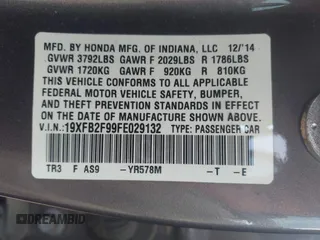 MFD. BY HONDA MFG. OF INDIANA, LLC 12/'14
GVWR 3792LBS GAWR F 2029LBS R 1786LBS
GVWR 1720KG GAWR F 920KG R 810KG
THIS VEHICLE CONFORMS TO ALL APPLICABLE
FEDERAL MOTOR VEHICLE SAFETY, BUMPER,
AND THEFT PREVENTION STANDARDS IN EFFECT
ON THE DATE OF MANUFACTURE SHOWN ABOVE.
V.I.N.:19XFB2F99FE029132 TYPE:PASSENGER CAR
TR3 F AS9 -YR578M -T -E
DREAMBID